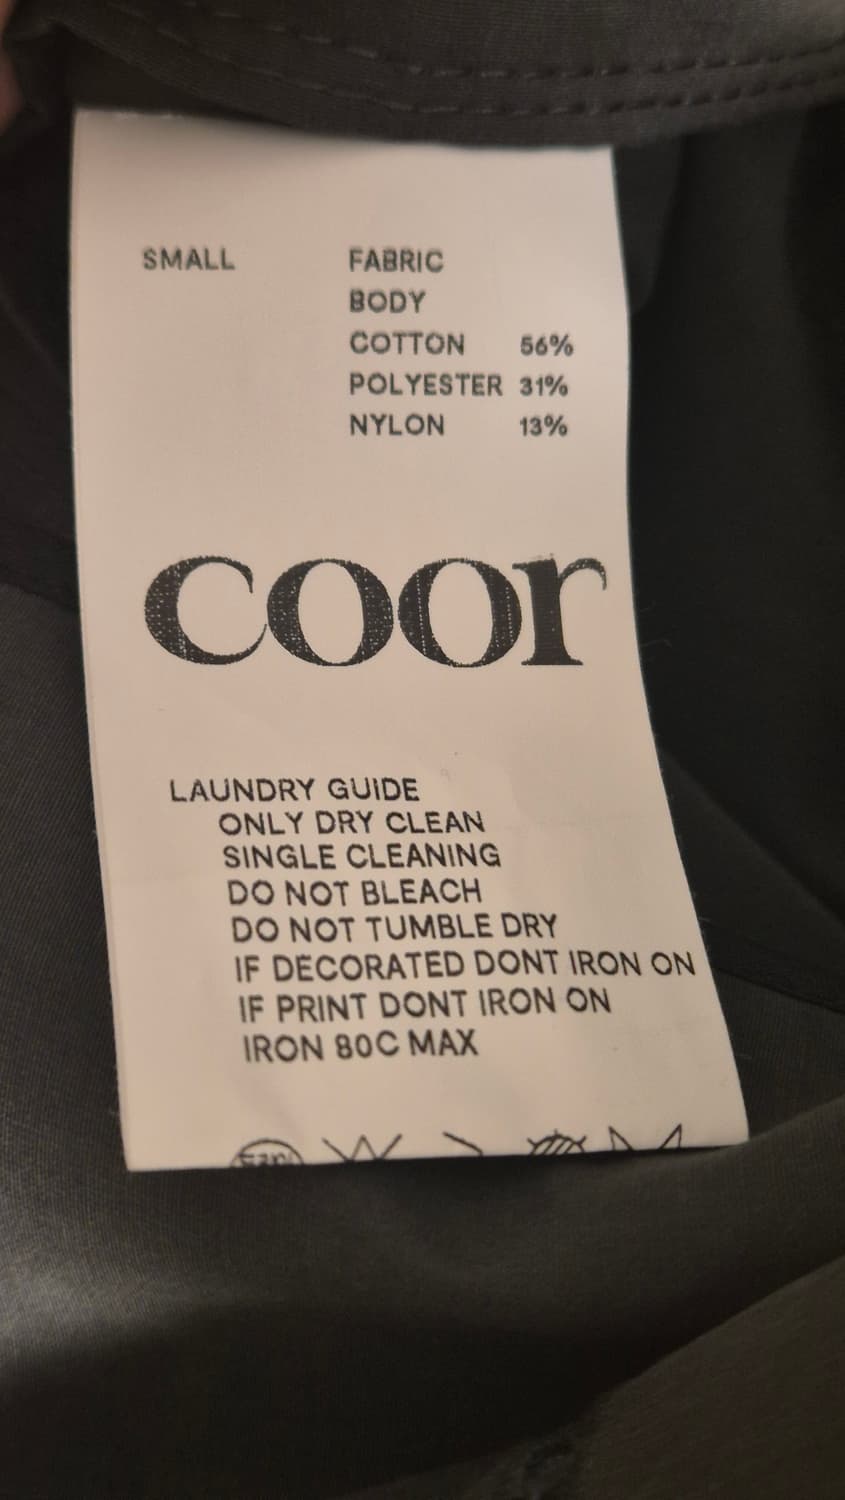 SMALL FABRIC
BODY
COTTON 56%
POLYESTER 31%
NYLON 13%
coor
LAUNDRY GUIDE
ONLY DRY CLEAN
SINGLE CLEANING
DO NOT BLEACH
DO NOT TUMBLE DRY
IF DECORATED DONT IRON ON
IF PRINT DONT IRON ON
IRON 80C MAX